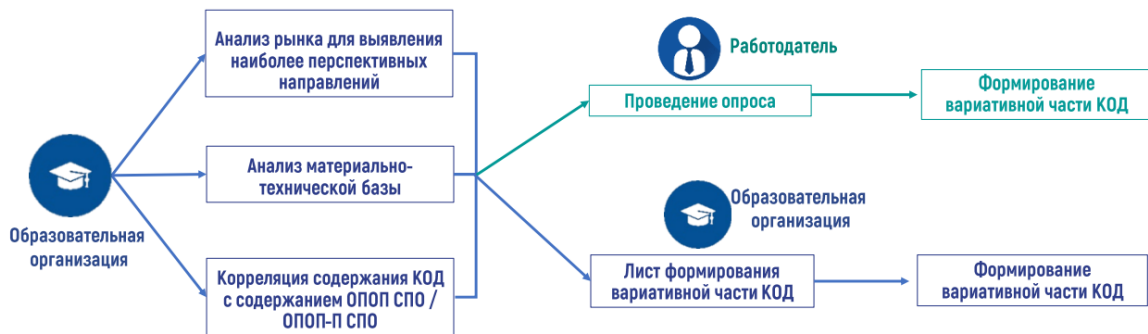 Образовательная
организация
Анализ рынка для выявления
наиболее перспективных
направлений
Анализ материально-
технической базы
Корреляция содержания КОД
с содержанием ОПОП СПО /
ОПОП-П СПО
Работодатель
Проведение опроса
Формирование
вариативной части КОД
Образовательная
организация
Лист формирования
вариативной части КОД
Формирование
вариативной части КОД